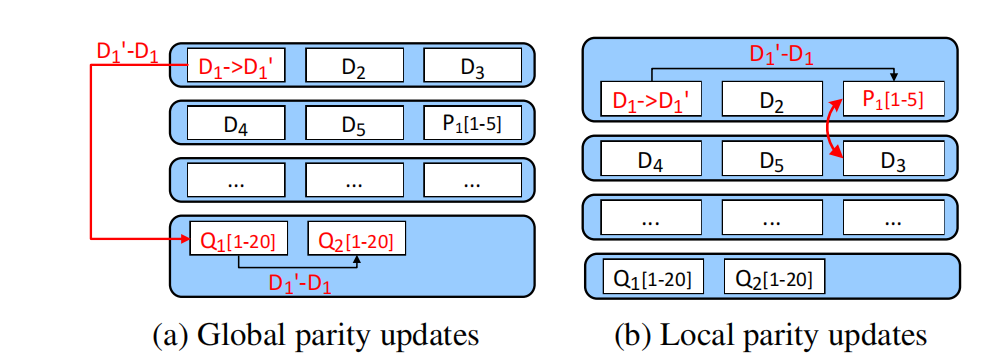 D1'-D1
D1->D1' D2 D3
D4 D5 P1[1-5]
... ... ...
Q1[1-20] Q2[1-20]
D1'-D1
(a) Global parity updates
D1'-D1
D1->D1' D2 P1[1-5]
D4 D5 D3
... ... ...
Q1[1-20] Q2[1-20]
(b) Local parity updates